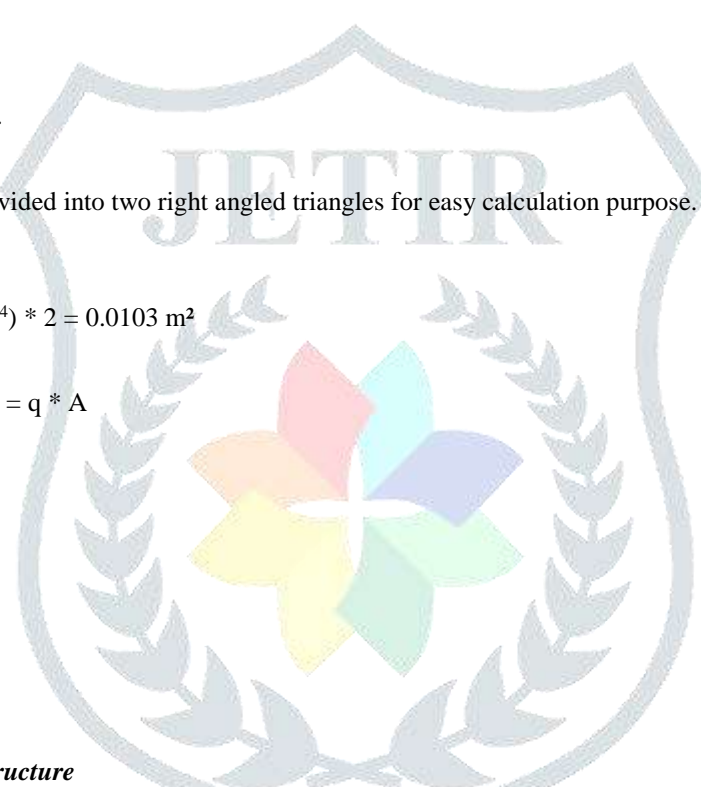 .
JETIR
vided into two right angled triangles for easy calculation purpose.
⁴) * 2 = 0.0103 m²
= q * A
ructure